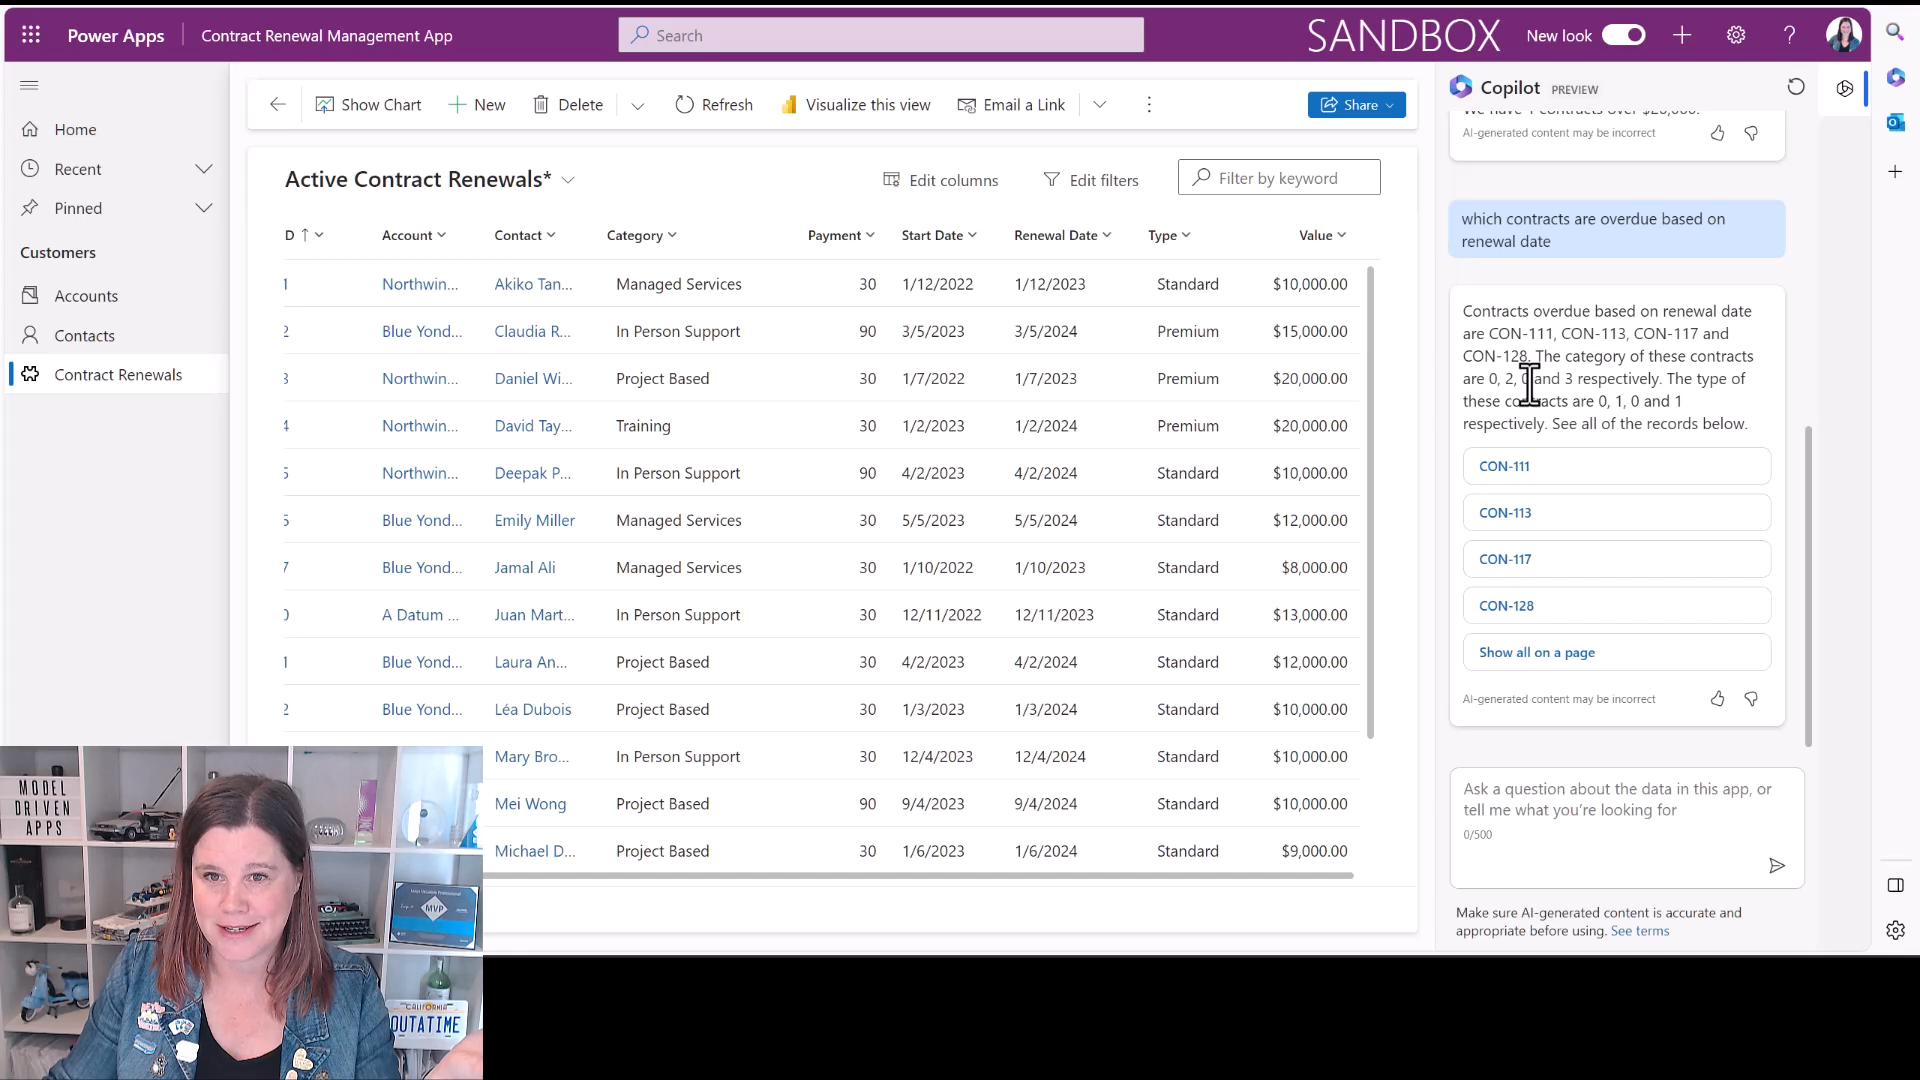 Power Apps
Contract Renewal Management App
Search
SANDBOX
New look
Home
Recent
Pinned
Customers
Accounts
Contacts
Contract Renewals
Show Chart
New
Delete
Refresh
Visualize this view
Email a Link
Share
Active Contract Renewals*
Edit columns
Edit filters
Filter by keyword
D Account Contact Category Payment Start Date Renewal Date Type Value
1 Northwin... Akiko Tan... Managed Services 30 1/12/2022 1/12/2023 Standard $10,000.00
2 Blue Yond... Claudia R... In Person Support 90 3/5/2023 3/5/2024 Premium $15,000.00
3 Northwin... Daniel Wi... Project Based 30 1/7/2022 1/7/2023 Premium $20,000.00
4 Northwin... David Tay... Training 30 1/2/2023 1/2/2024 Premium $20,000.00
5 Northwin... Deepak P... In Person Support 90 4/2/2023 4/2/2024 Standard $10,000.00
Blue Yond... Emily Miller Managed Services 30 5/5/2023 5/5/2024 Standard $12,000.00
7 Blue Yond... Jamal Ali Managed Services 30 1/10/2022 1/10/2023 Standard $8,000.00
0 A Datum ... Juan Mart... In Person Support 30 12/11/2022 12/11/2023 Standard $13,000.00
1 Blue Yond... Laura An... Project Based 30 4/2/2023 4/2/2024 Standard $12,000.00
2 Blue Yond... Léa Dubois Project Based 30 1/3/2023 1/3/2024 Standard $10,000.00
Mary Bro... In Person Support 30 12/4/2023 12/4/2024 Standard $10,000.00
Mei Wong Project Based 90 9/4/2023 9/4/2024 Standard $10,000.00
Michael D... Project Based 30 1/6/2023 1/6/2024 Standard $9,000.00
Copilot PREVIEW
AI-generated content may be incorrect
which contracts are overdue based on
renewal date
Contracts overdue based on renewal date
are CON-111, CON-113, CON-117 and
CON-128. The category of these contracts
are 0, 2, 0 and 3 respectively. The type of
these contracts are 0, 1, 0 and 1
respectively. See all of the records below.
CON-111
CON-113
CON-117
CON-128
Show all on a page
AI-generated content may be incorrect
Ask a question about the data in this app, or
tell me what you're looking for
0/500
Make sure AI-generated content is accurate and
appropriate before using. See terms
MODEL
DRIVEN
APPS
MVP
CALIFORNIA
OUTATIME